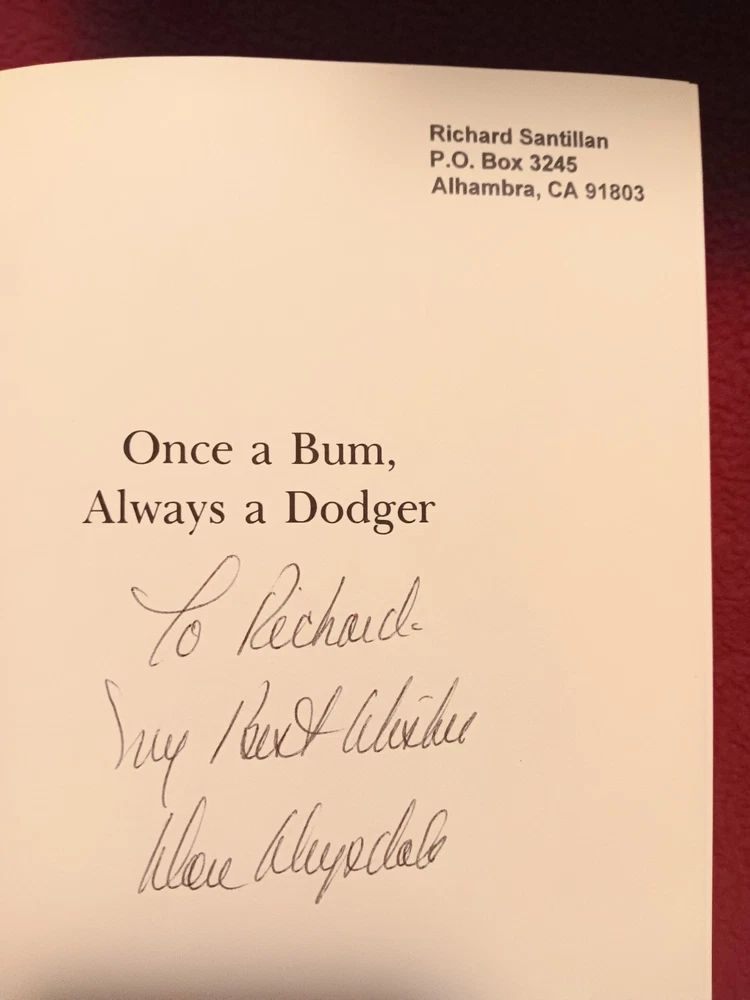 Richard Santillan
P.O. Box 3245
Alhambra, CA 91803
Once a Bum,
Always a Dodger
To Richard
My Best Wishes
Don Drysdale